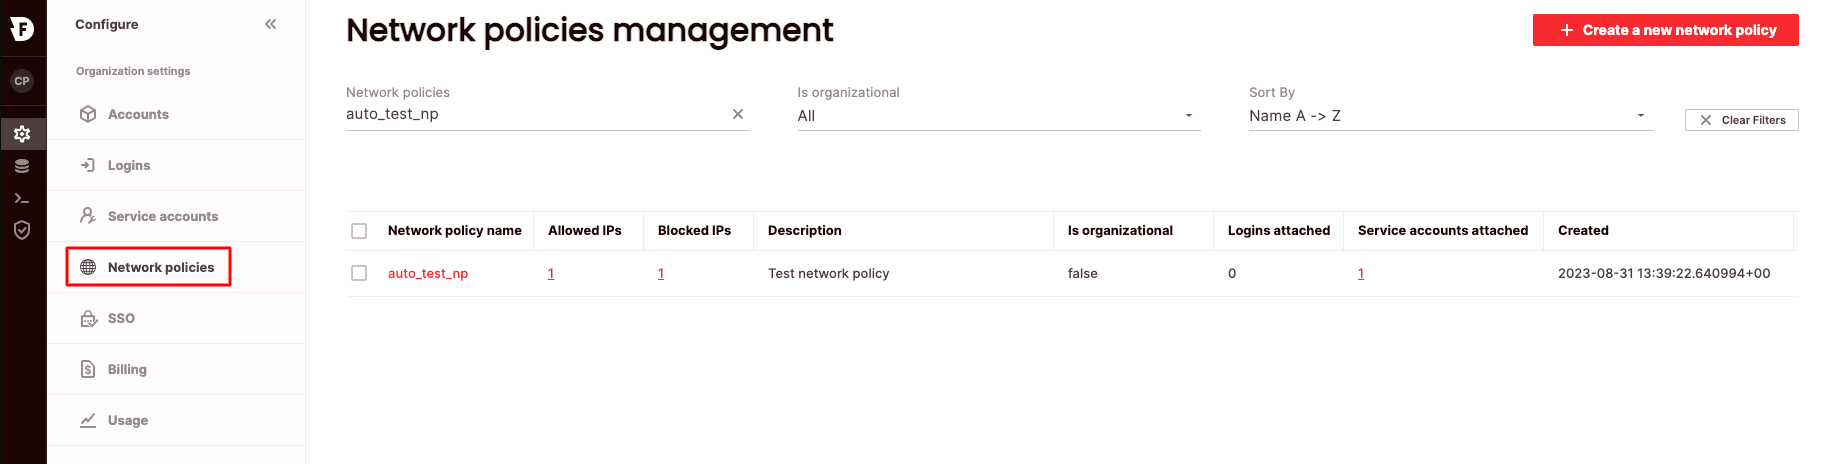 F
CP
Configure
Organization settings
Accounts
Logins
Service accounts
Network policies
SSO
Billing
Usage
Network policies management
+ Create a new network policy
Network policies
auto_test_np
Is organizational
All
Sort By
Name A -> Z
Clear Filters
Network policy name Allowed IPs Blocked IPs Description Is organizational Logins attached Service accounts attached Created
auto_test_np 1 1 Test network policy false 0 1 2023-08-31 13:39:22.640994+00